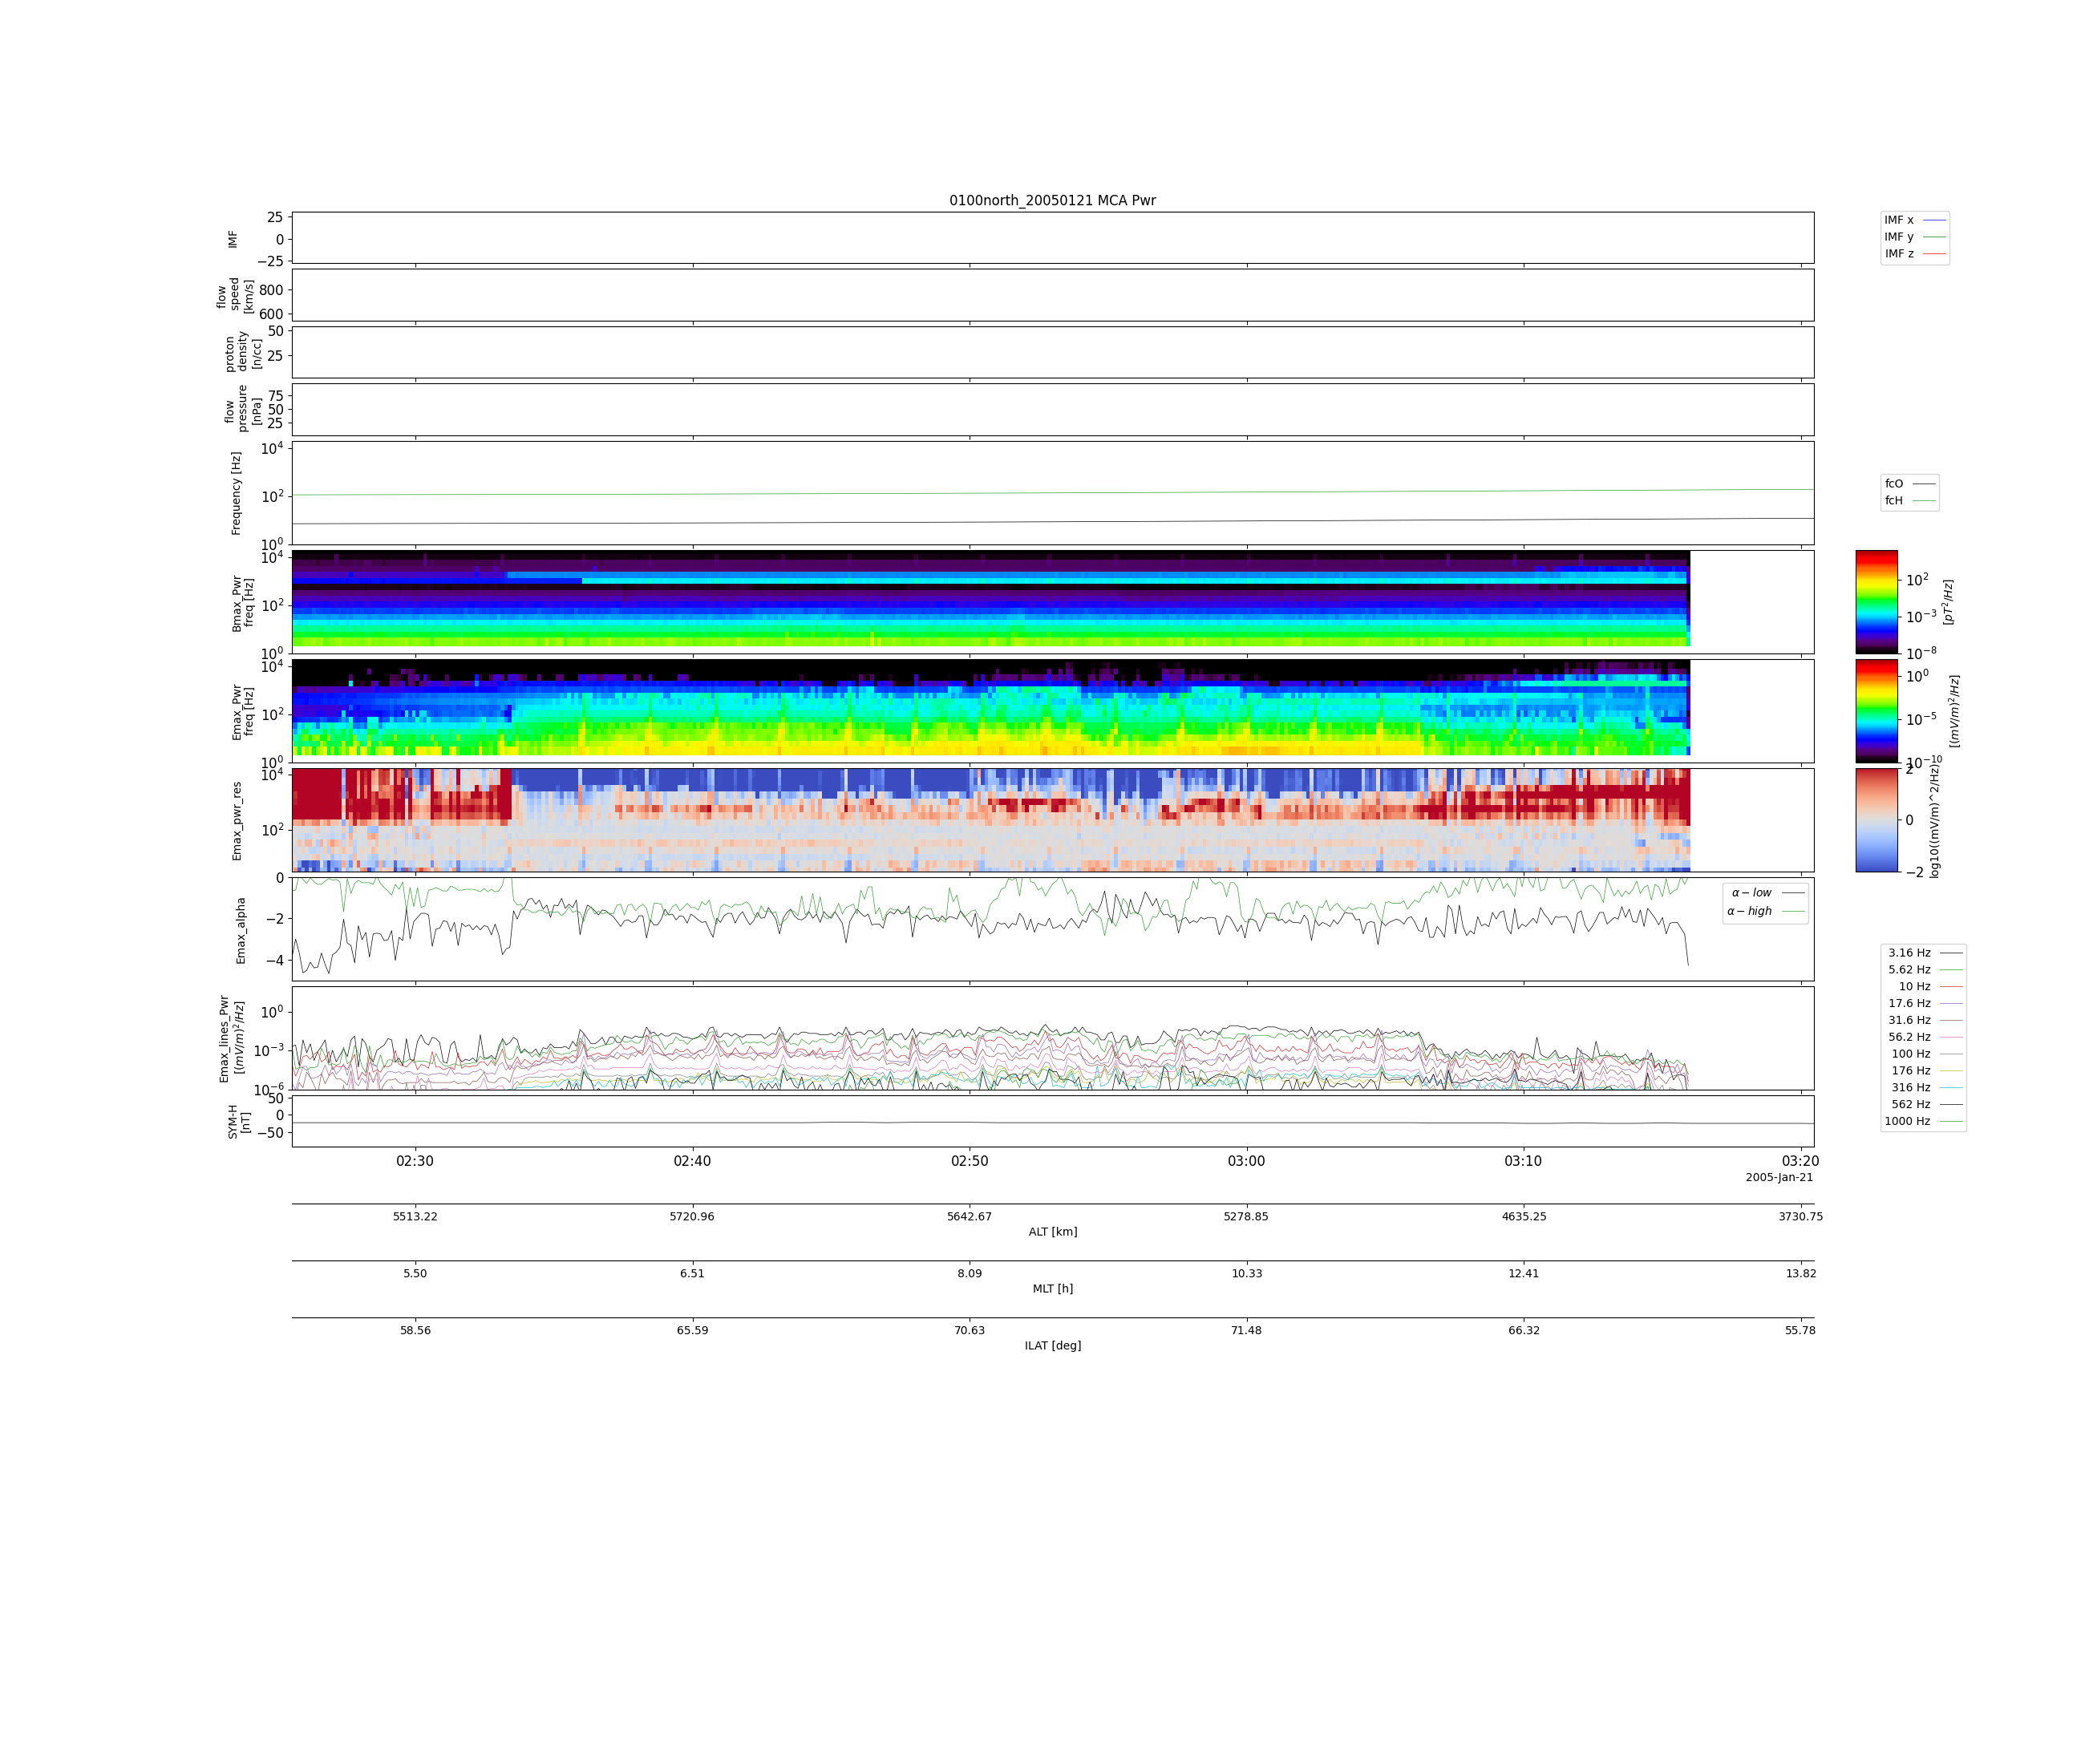 0100north_20050121 MCA Pwr
IMF
25
0
−25
IMF x
IMF y
IMF z
flow
speed
[km/s]
800
600
proton
density
[n/cc]
50
25
flow
pressure
[nPa]
75
50
25
Frequency [Hz]
10^4
10^2
10^0
fcO
fcH
Bmax_Pwr
freq [Hz]
10^4
10^2
10^0
10^2
10^-3
10^-8
[pT^2/Hz]
Emax_Pwr
freq [Hz]
10^4
10^2
10^0
10^0
10^-5
10^-10
[(mV/m)^2/Hz]
Emax_pwr_res
10^4
10^2
2
0
−2
log10((mV/m)^2/Hz)
Emax_alpha
0
−2
−4
α − low
α − high
Emax_lines_Pwr
[(mV/m)^2/Hz]
10^0
10^-3
10^-6
3.16 Hz
5.62 Hz
10 Hz
17.6 Hz
31.6 Hz
56.2 Hz
100 Hz
176 Hz
316 Hz
562 Hz
1000 Hz
SYM-H
[nT]
50
0
−50
02:30 02:40 02:50 03:00 03:10 03:20
2005-Jan-21
5513.22 5720.96 5642.67 5278.85 4635.25 3730.75
ALT [km]
5.50 6.51 8.09 10.33 12.41 13.82
MLT [h]
58.56 65.59 70.63 71.48 66.32 55.78
ILAT [deg]